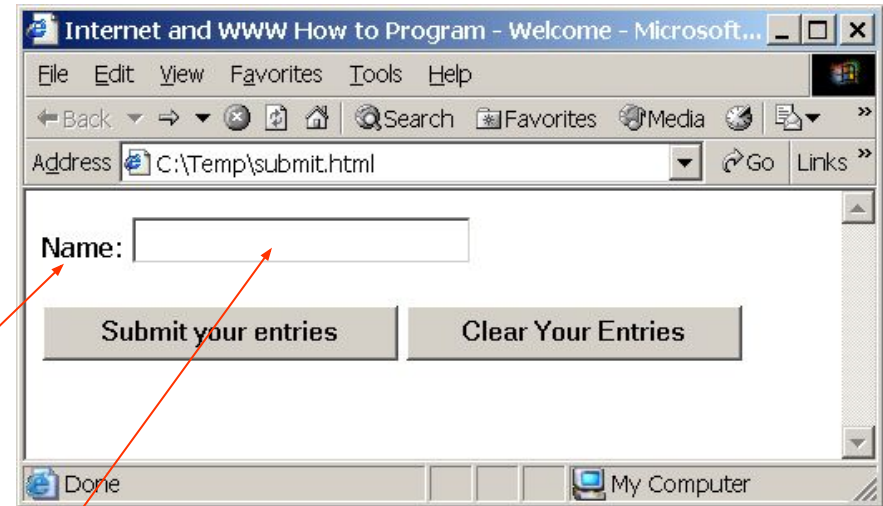 Internet and WWW How to Program - Welcome - Microsoft...
File Edit View Favorites Tools Help
Back Search Favorites Media »
Address C:\Temp\submit.html Go Links »
Name:
Submit your entries Clear Your Entries
Done My Computer